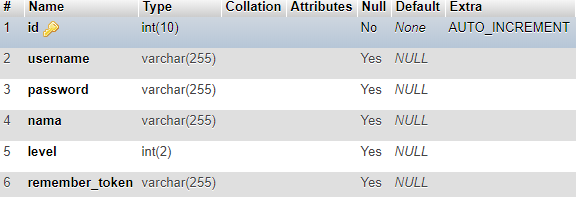 # Name Type Collation Attributes Null Default Extra
1 id int(10) No None AUTO_INCREMENT
2 username varchar(255) Yes NULL
3 password varchar(255) Yes NULL
4 nama varchar(255) Yes NULL
5 level int(2) Yes NULL
6 remember_token varchar(255) Yes NULL